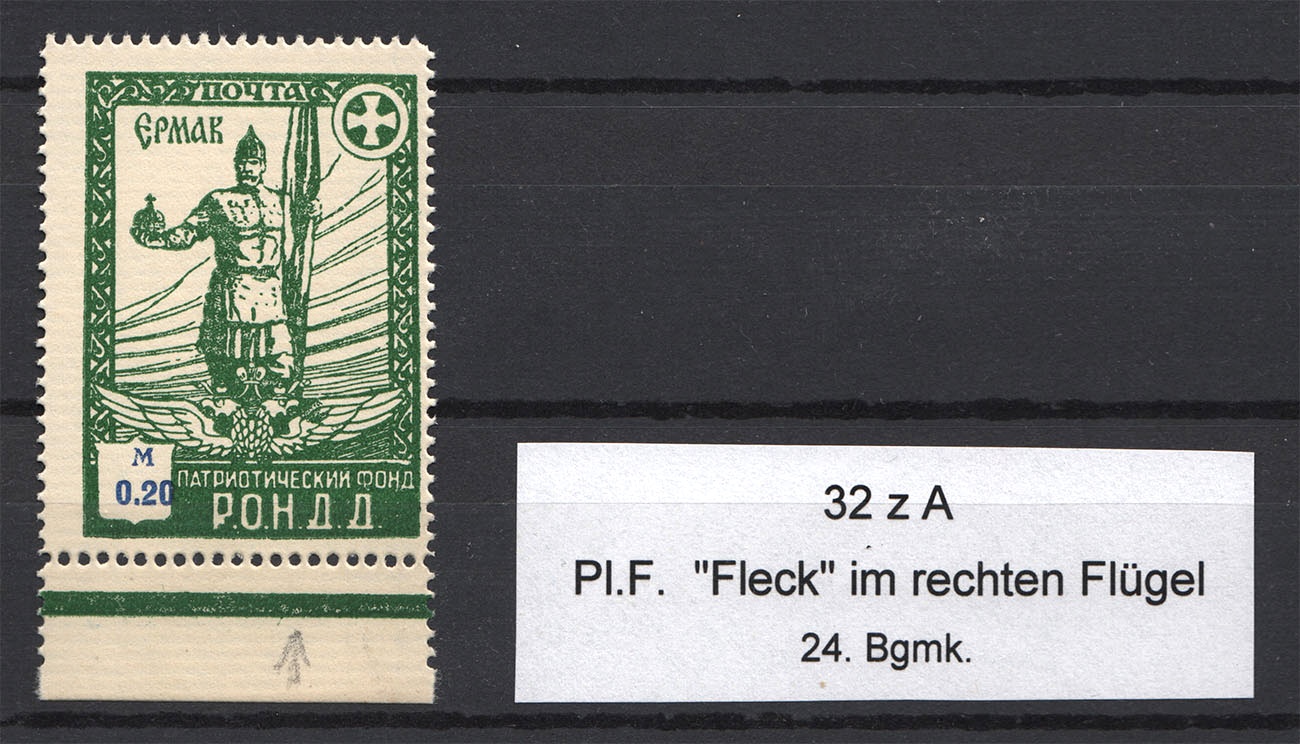 ПОЧТА
ЕРМАК
М
0.20
ПАТРИОТИЧЕСКИЙ ФОНД
Р.О.Н.Д.Д.
32 z A
Pl.F. "Fleck" im rechten Flügel
24. Bgmk.